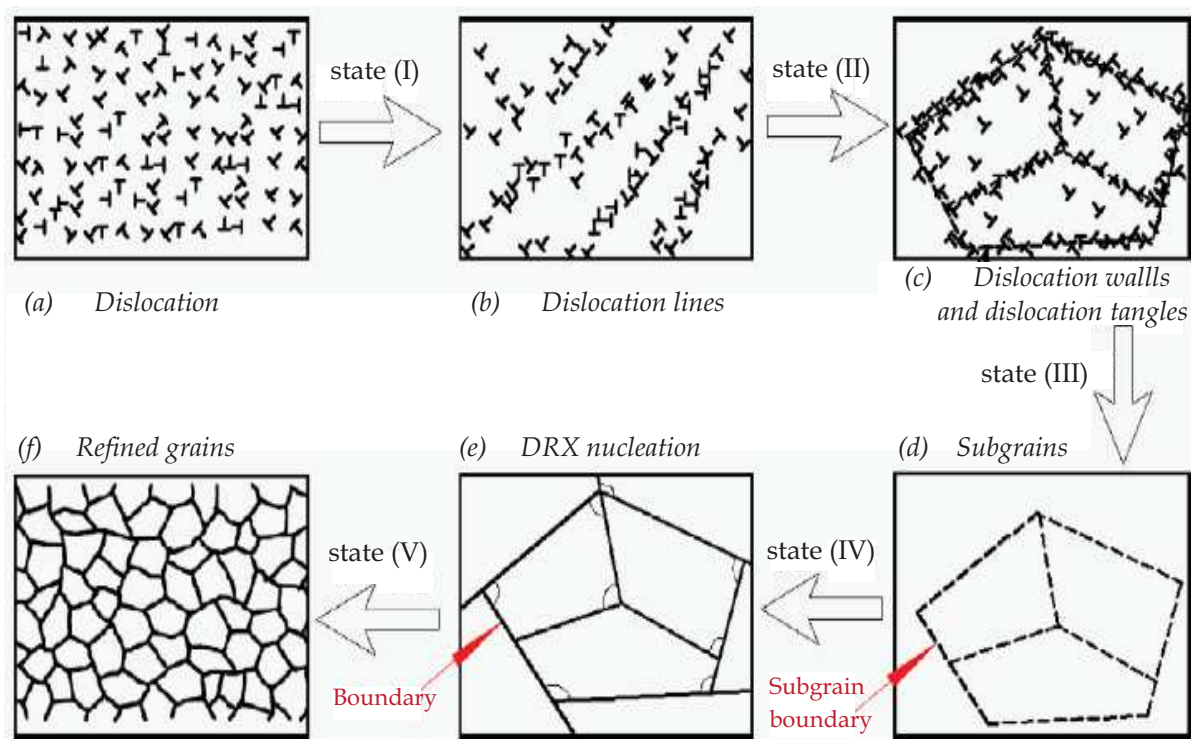 state (I)
state (II)
(a) Dislocation
(b) Dislocation lines
(c) Dislocation wallls
and dislocation tangles
state (III)
(f) Refined grains
(e) DRX nucleation
(d) Subgrains
state (V)
state (IV)
Boundary
Subgrain
boundary